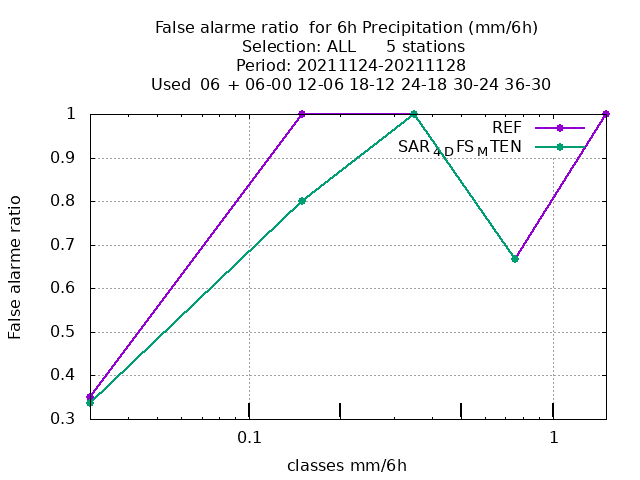 False alarme ratio  for 6h Precipitation (mm/6h)
Selection: ALL      5 stations
Period: 20211124-20211128
Used  06 + 06-00 12-06 18-12 24-18 30-24 36-30
REF
SAR4DFSMTEN
1
0.9
0.8
0.7
0.6
0.5
0.4
0.3
False alarme ratio
0.1 1
classes mm/6h